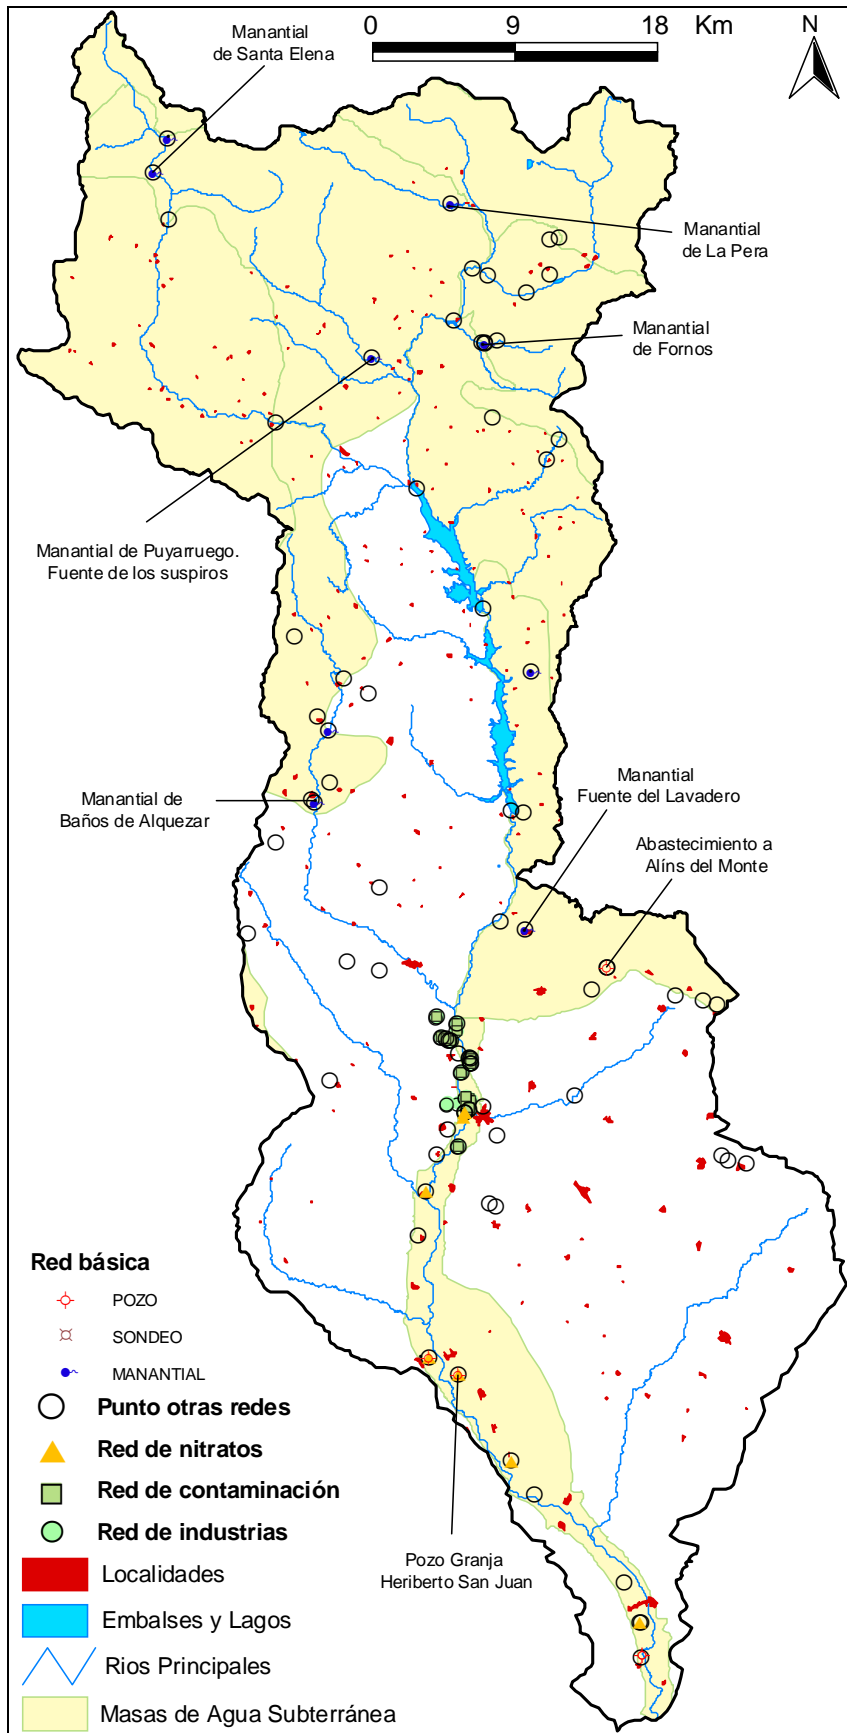 0 9 18 Km
N
Manantial
de Santa Elena
Manantial
de La Pera
Manantial
de Fornos
Manantial de Puyarruego.
Fuente de los suspiros
Manantial
Fuente del Lavadero
Manantial de
Baños de Alquezar
Abastecimiento a
Alíns del Monte
Red básica
POZO
SONDEO
MANANTIAL
Punto otras redes
Red de nitratos
Red de contaminación
Red de industrias
Localidades
Embalses y Lagos
Rios Principales
Masas de Agua Subterránea
Pozo Granja
Heriberto San Juan